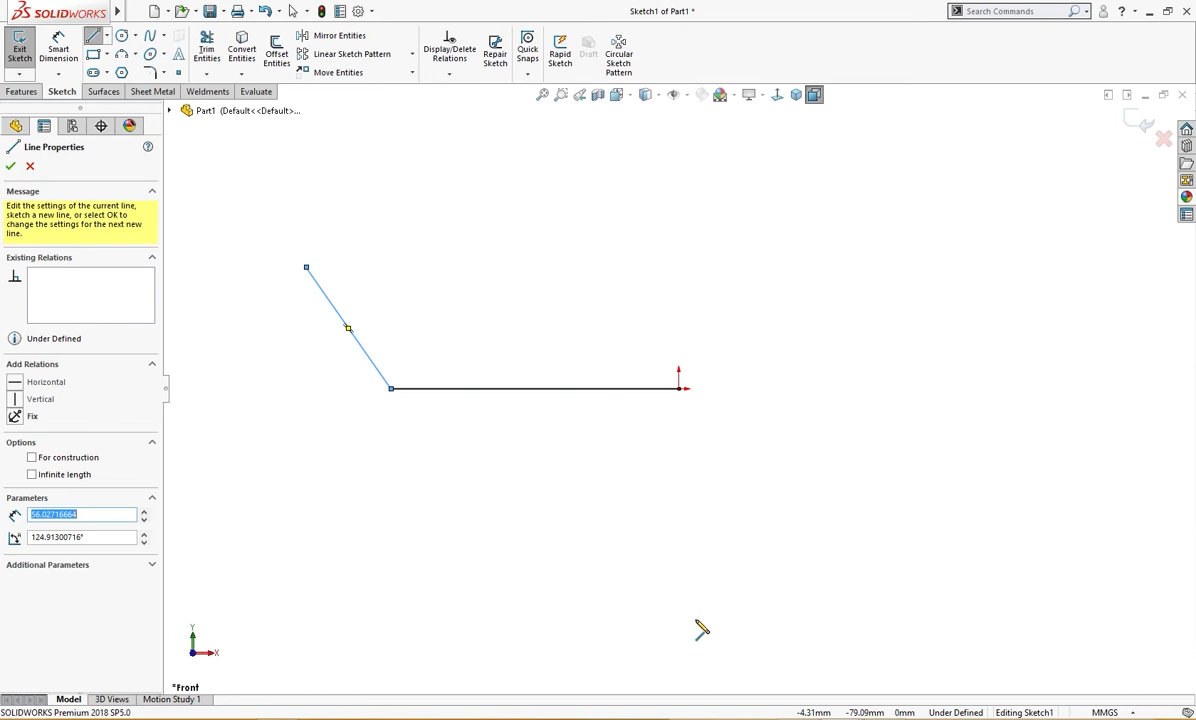 SOLIDWORKS
Sketch1 of Part1 *
Search Commands
?
Exit Sketch
Smart Dimension
Trim Entities
Convert Entities
Offset Entities
Mirror Entities
Linear Sketch Pattern
Move Entities
Display/Delete Relations
Repair Sketch
Quick Snaps
Rapid Sketch
Draft
Circular Sketch Pattern
Features
Sketch
Surfaces
Sheet Metal
Weldments
Evaluate
Part1 (Default<<Default>...
Line Properties
Message
Edit the settings of the current line,
sketch a new line, or select OK to
change the settings for the next new
line.
Existing Relations
Under Defined
Add Relations
Horizontal
Vertical
Fix
Options
For construction
Infinite length
Parameters
56.02716664
124.91300716°
Additional Parameters
Y
X
*Front
Model
3D Views
Motion Study 1
SOLIDWORKS Premium 2018 SP5.0
-4.31mm
-79.09mm
0mm
Under Defined
Editing Sketch1
MMGS